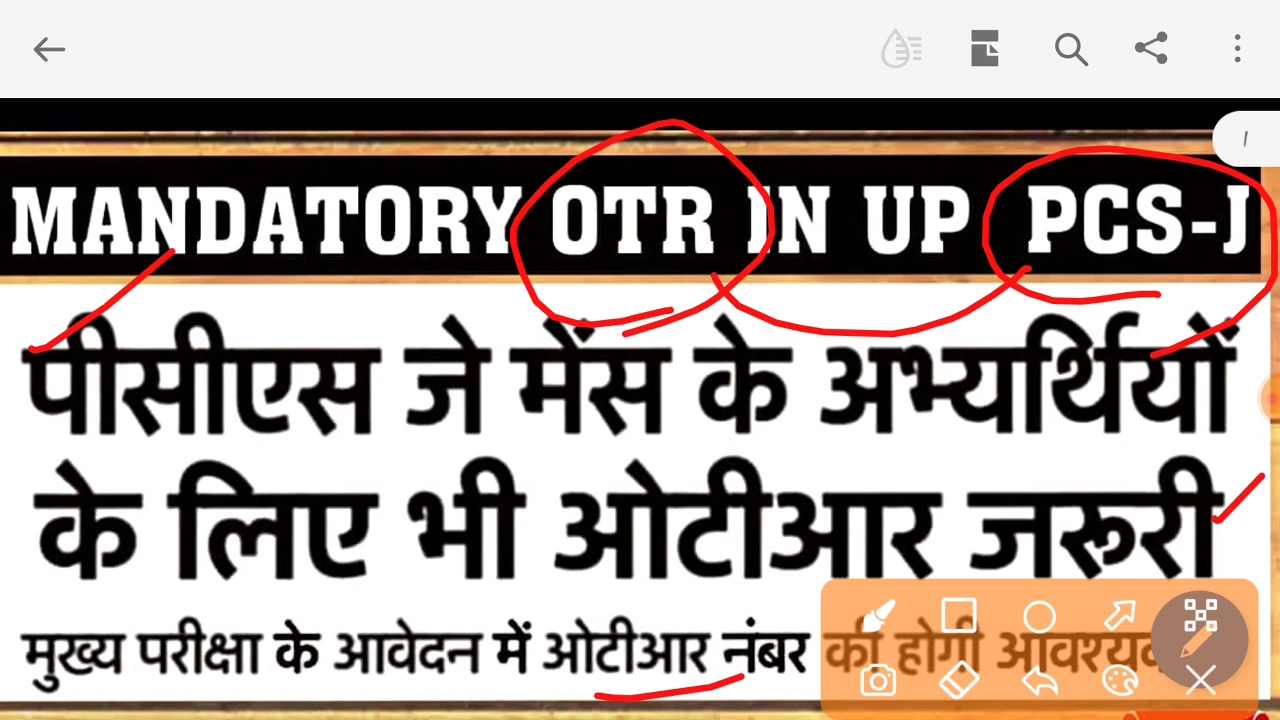 MANDATORY OTR IN UP PCS-J
पीसीएस जे मेंस के अभ्यर्थियों
के लिए भी ओटीआर जरूरी
मुख्य परीक्षा के आवेदन में ओटीआर नंबर की होगी